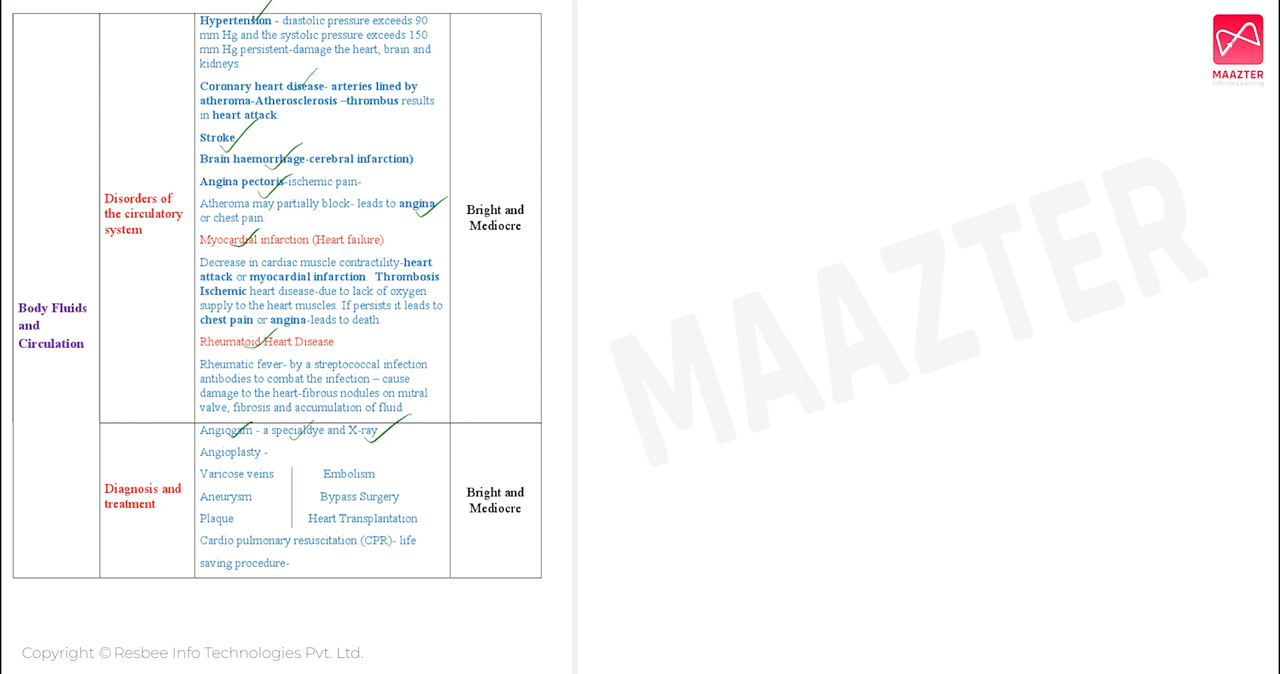 Hypertension - diastolic pressure exceeds 90
mm Hg and the systolic pressure exceeds 150
mm Hg persistent-damage the heart, brain and
kidneys.
Coronary heart disease- arteries lined by
atheroma-Atherosclerosis –thrombus results
in heart attack.
Stroke
Brain haemorrhage-cerebral infarction)
Angina pectoris-ischemic pain-
Atheroma may partially block- leads to angina
or chest pain.
Disorders of
the circulatory
system
Bright and
Mediocre
Myocardial infarction (Heart failure)
Decrease in cardiac muscle contractility-heart
attack or myocardial infarction. Thrombosis
Ischemic heart disease-due to lack of oxygen
supply to the heart muscles. If persists it leads to
chest pain or angina-leads to death.
Body Fluids
and
Circulation
Rheumatoid Heart Disease
Rheumatic fever- by a streptococcal infection
antibodies to combat the infection – cause
damage to the heart-fibrous nodules on mitral
valve, fibrosis and accumulation of fluid
Diagnosis and
treatment
Angiogam - a specialdye and X-ray
Angioplasty -
Varicose veins Embolism
Aneurysm Bypass Surgery
Plaque Heart Transplantation
Cardio pulmonary resuscitation (CPR)- life
saving procedure-
Bright and
Mediocre
MAAZTER
Infinite Learning
MAAZTER
Copyright © Resbee Info Technologies Pvt. Ltd.